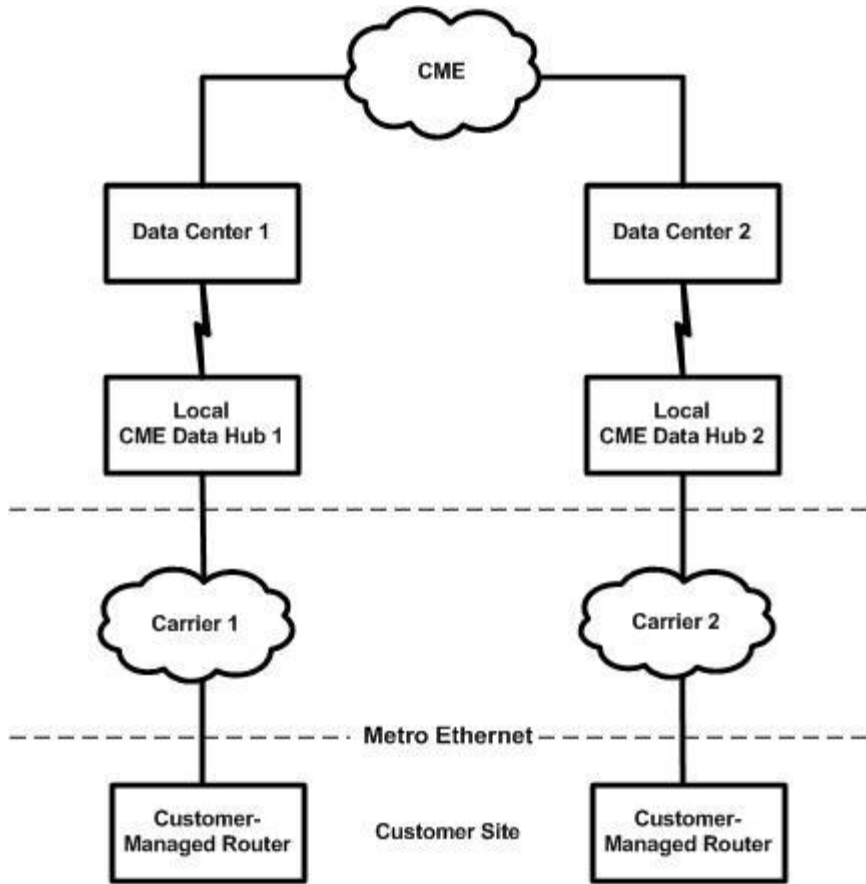 CME
Data Center 1
Data Center 2
Local
CME Data Hub 1
Local
CME Data Hub 2
Carrier 1
Carrier 2
Metro Ethernet
Customer-
Managed Router
Customer Site
Customer-
Managed Router